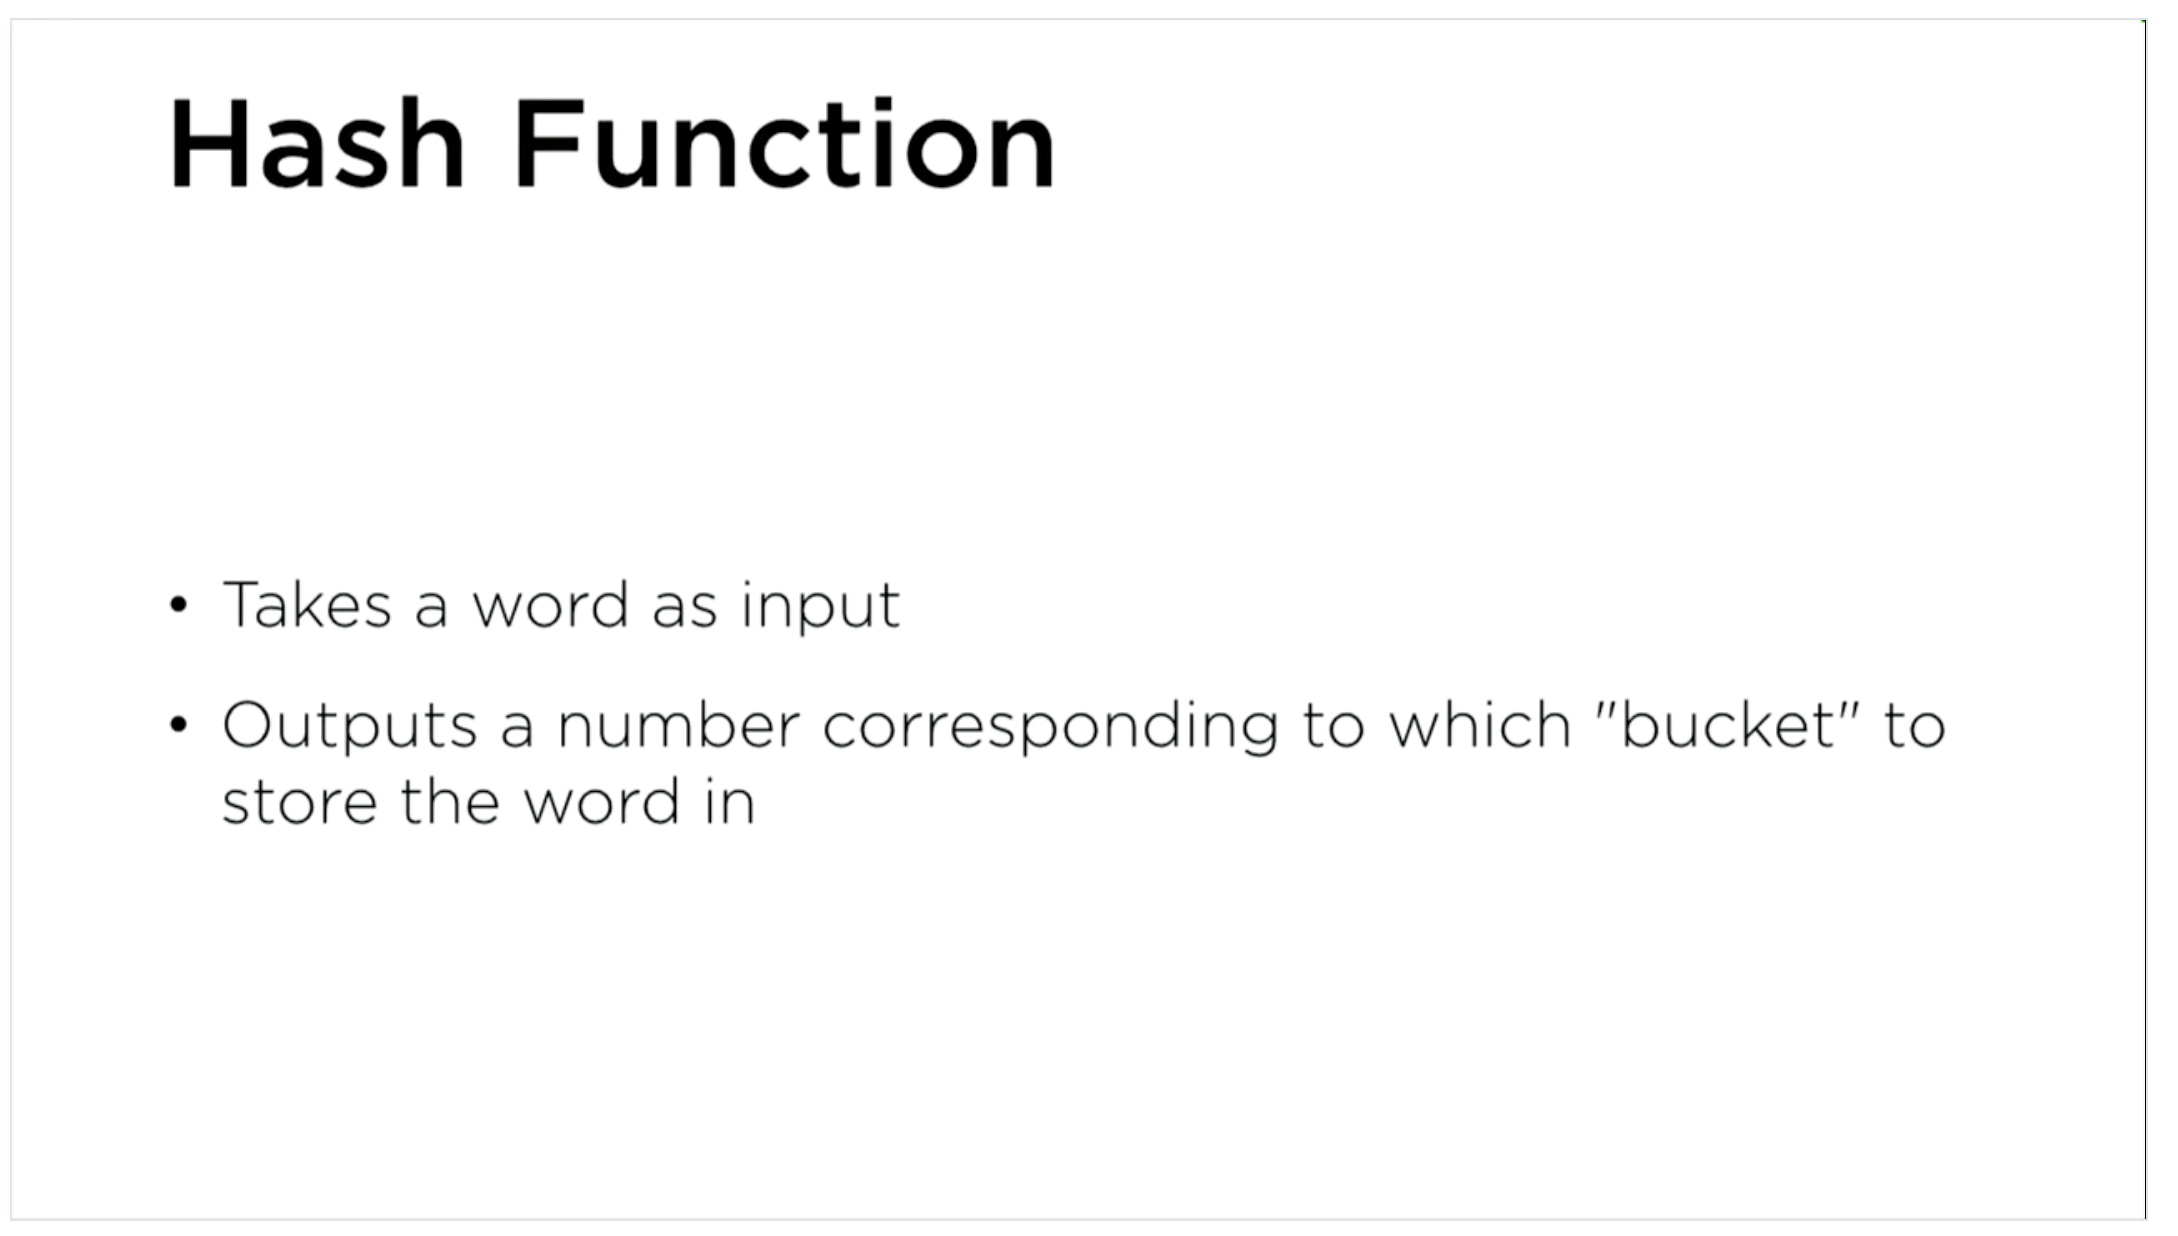 Hash Function
• Takes a word as input
• Outputs a number corresponding to which "bucket" to
store the word in